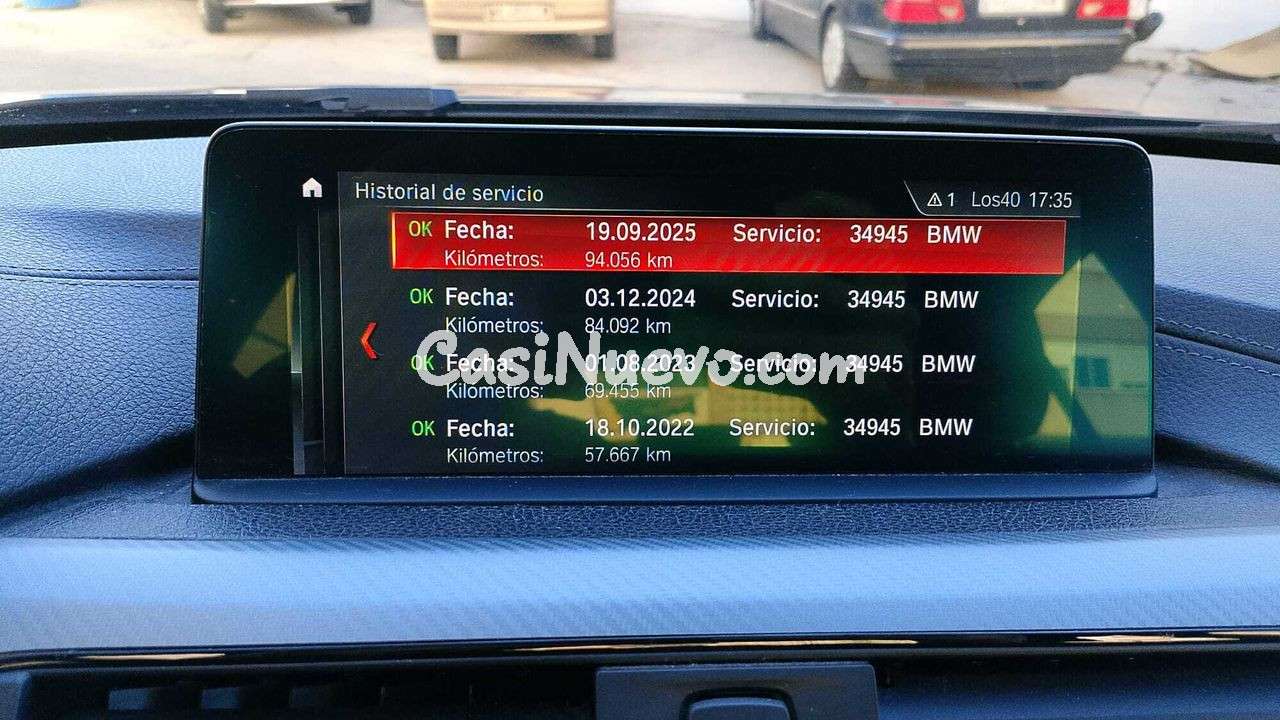 Historial de servicio
1 Los40 17:35
OK Fecha: 19.09.2025 Servicio: 34945 BMW
Kilómetros: 94.056 km
OK Fecha: 03.12.2024 Servicio: 34945 BMW
Kilómetros: 84.092 km
OK Fecha: 01.08.2023 Servicio: 34945 BMW
CasiNuevo.com
Kilómetros: 69.455 km
OK Fecha: 18.10.2022 Servicio: 34945 BMW
Kilómetros: 57.667 km